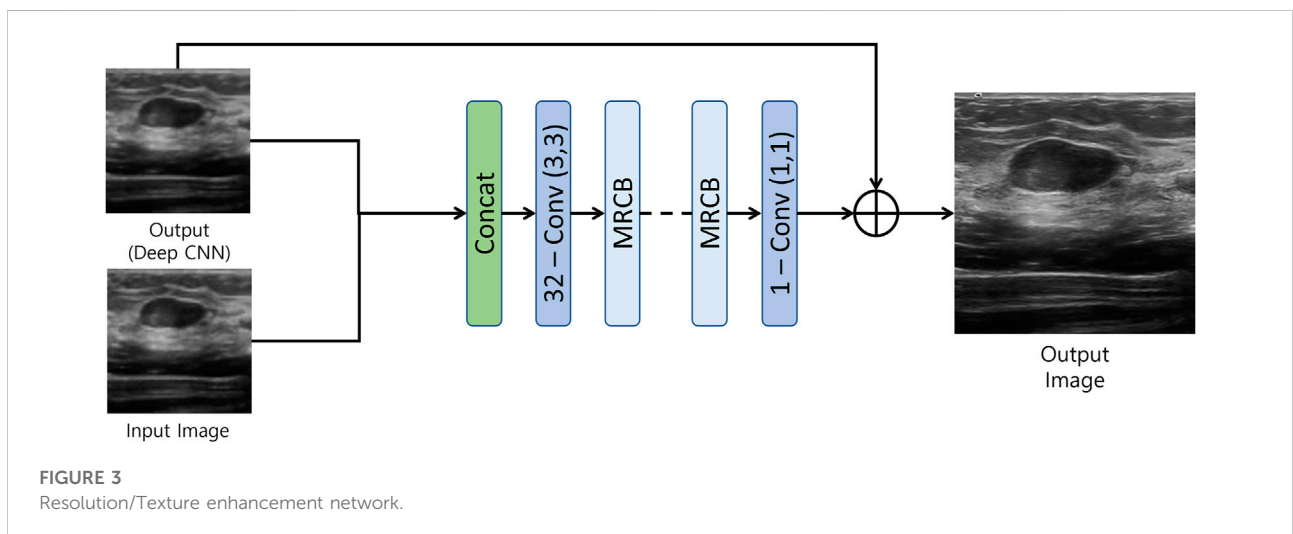 Output
(Deep CNN)
Input Image
Concat
32 – Conv (3,3)
MRCB
MRCB
1 – Conv (1,1)
Output
Image
FIGURE 3
Resolution/Texture enhancement network.